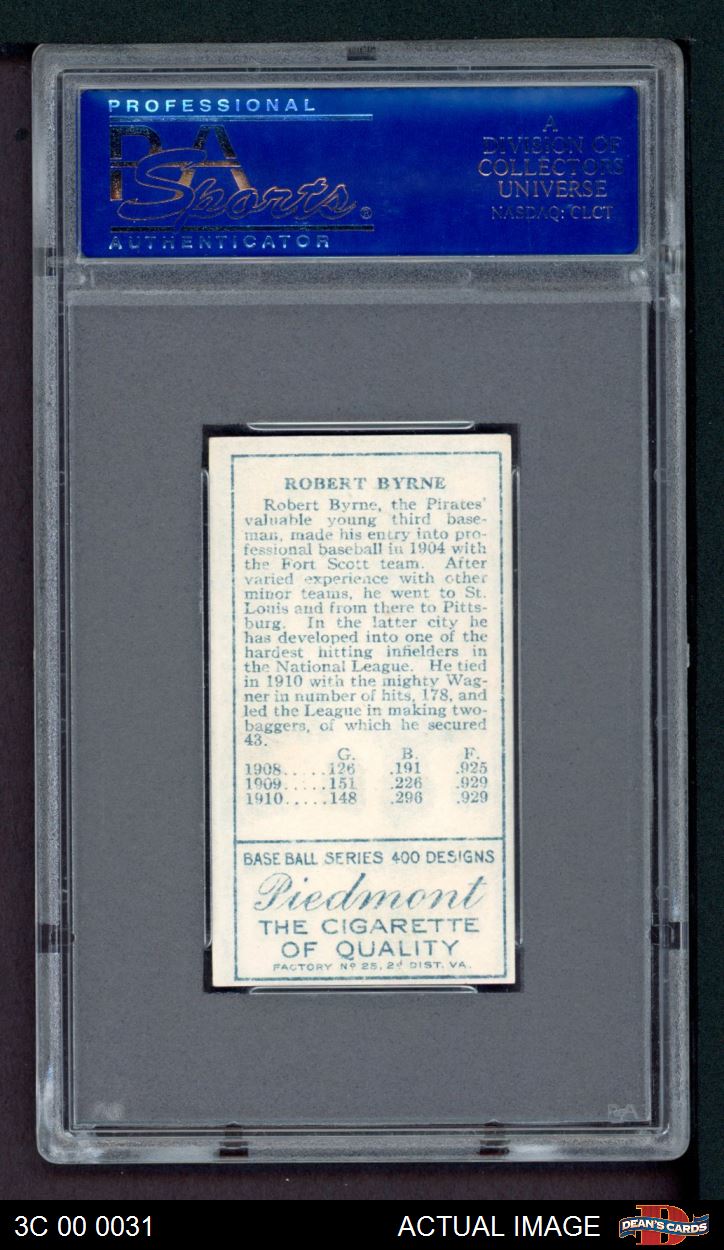 PROFESSIONAL
PSA
Sports®
AUTHENTICATOR
A
DIVISION OF
COLLECTORS
UNIVERSE
NASDAQ: CLCT
ROBERT BYRNE
Robert Byrne, the Pirates'
valuable young third base-
man, made his entry into pro-
fessional baseball in 1904 with
the Fort Scott team. After
varied experience with other
minor teams, he went to St.
Louis and from there to Pitts-
burg. In the latter city he
has developed into one of the
hardest hitting infielders in
the National League. He tied
in 1910 with the mighty Wag-
ner in number of hits, 178, and
led the League in making two-
baggers, of which he secured
43.
G. B. F.
1908.....126 .191 .925
1909.....151 .226 .929
1910.....148 .296 .929
BASE BALL SERIES 400 DESIGNS
Piedmont
THE CIGARETTE
OF QUALITY
FACTORY Nº 25, 2d DIST. VA.
PSA
3C 00 0031
ACTUAL IMAGE
D
DEAN'S CARDS